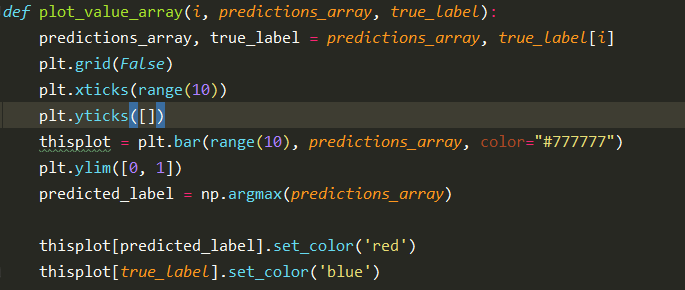 def plot_value_array(i, predictions_array, true_label):
    predictions_array, true_label = predictions_array, true_label[i]
    plt.grid(False)
    plt.xticks(range(10))
    plt.yticks([])
    thisplot = plt.bar(range(10), predictions_array, color="#777777")
    plt.ylim([0, 1])
    predicted_label = np.argmax(predictions_array)

    thisplot[predicted_label].set_color('red')
    thisplot[true_label].set_color('blue')